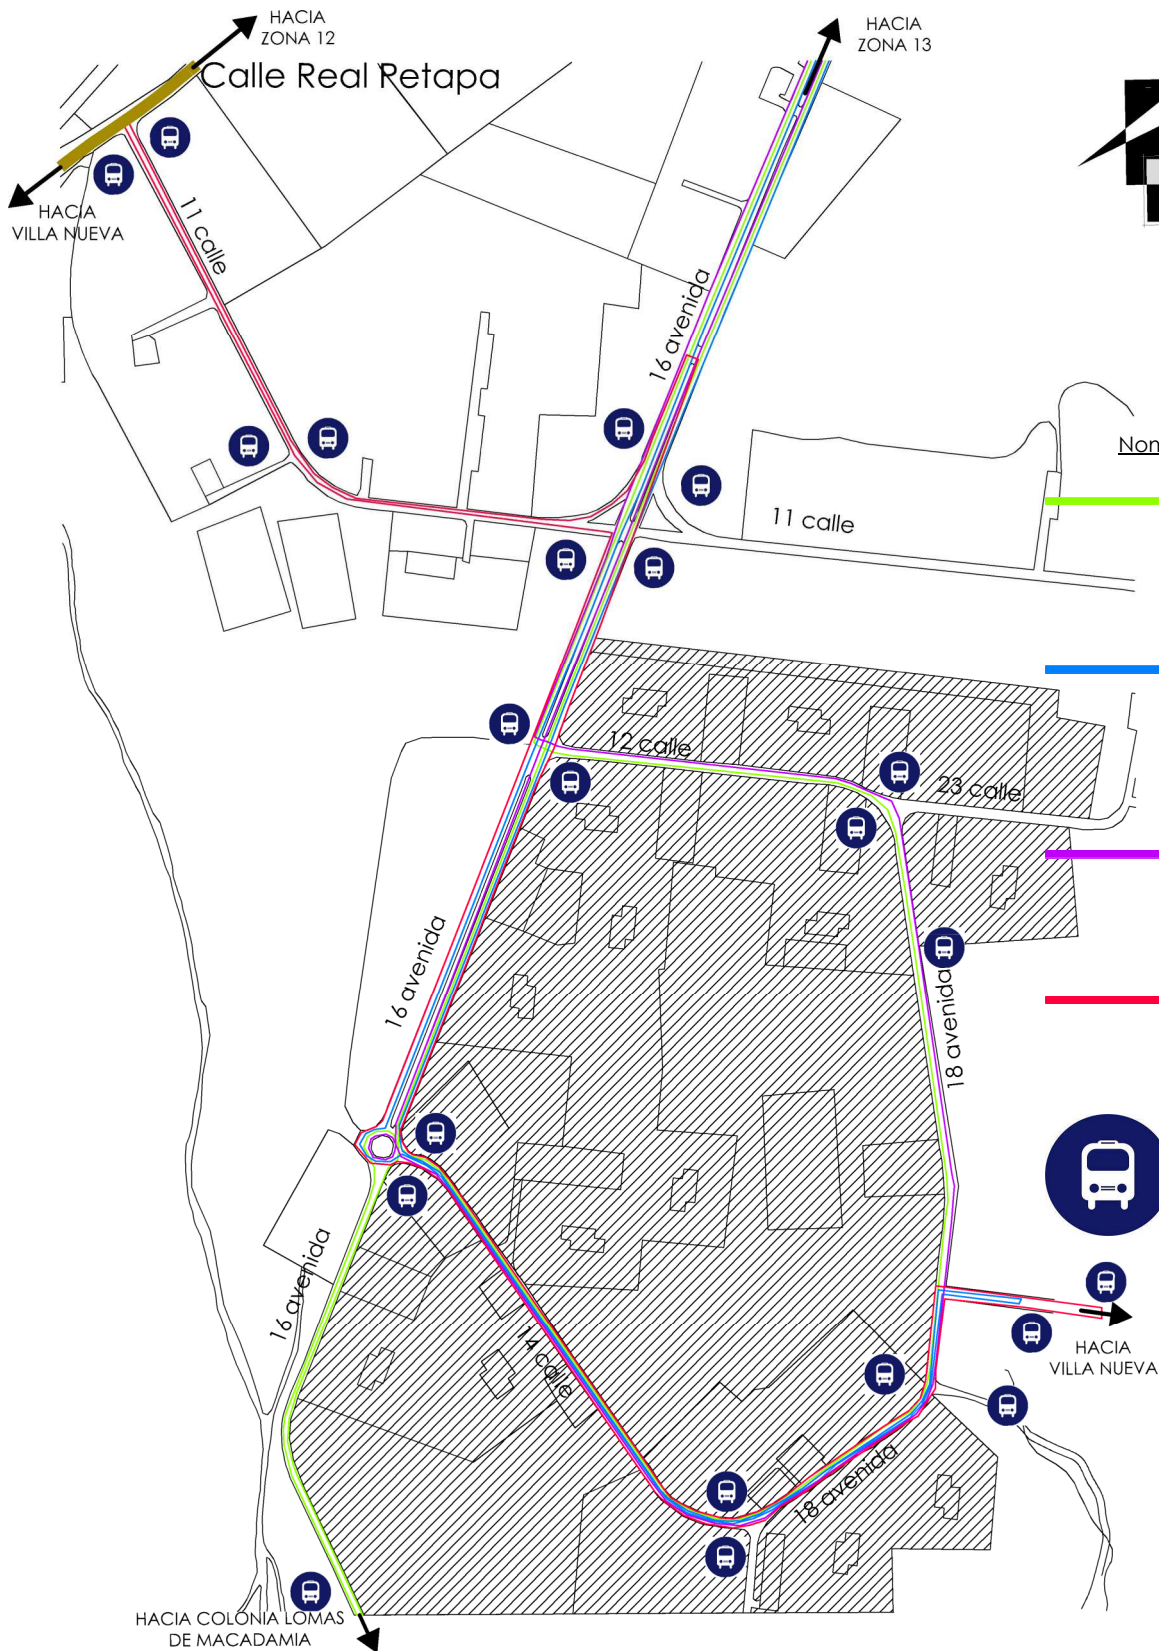 HACIA
ZONA 12
HACIA
ZONA 13
Calle Real Petapa
HACIA
VILLA NUEVA
11 calle
16 avenida
Non
11 calle
12 calle
23 calle
16 avenida
18 avenida
16 avenida
14 calle
HACIA
VILLA NUEVA
18 avenida
HACIA COLONIA LOMAS
DE MACADAMIA